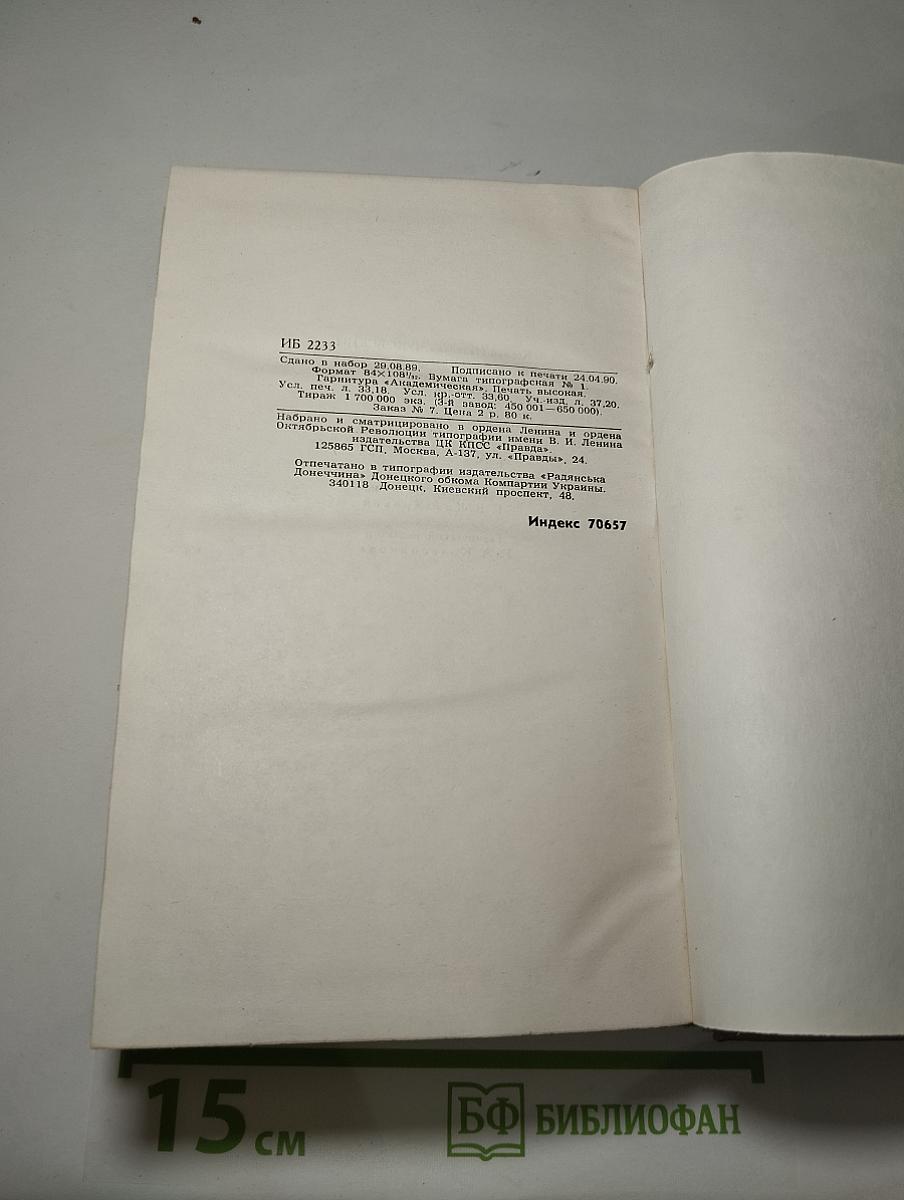 ИБ 2233
Сдано в набор 29.08.89. Подписано к печати 24.04.90.
Формат 84×108¹/₃₂. Бумага типографская № 1.
Гарнитура «Академическая». Печать высокая.
Усл. печ. л. 33,18. Усл. кр.-отт. 33,60. Уч.-изд. л. 37,20.
Тираж 1 700 000 экз. (3-й завод: 450 001—650 000).
Заказ № 7. Цена 2 р. 80 к.
Набрано и сматрицировано в ордена Ленина и ордена
Октябрьской Революции типографии имени В. И. Ленина
издательства ЦК КПСС «Правда».
125865 ГСП, Москва, А-137, ул. «Правды», 24.
Отпечатано в типографии издательства «Радянська
Донеччина» Донецкого обкома Компартии Украины.
340118 Донецк, Киевский проспект, 48.
Индекс 70657
15 см
БФ БИБЛИОФАН